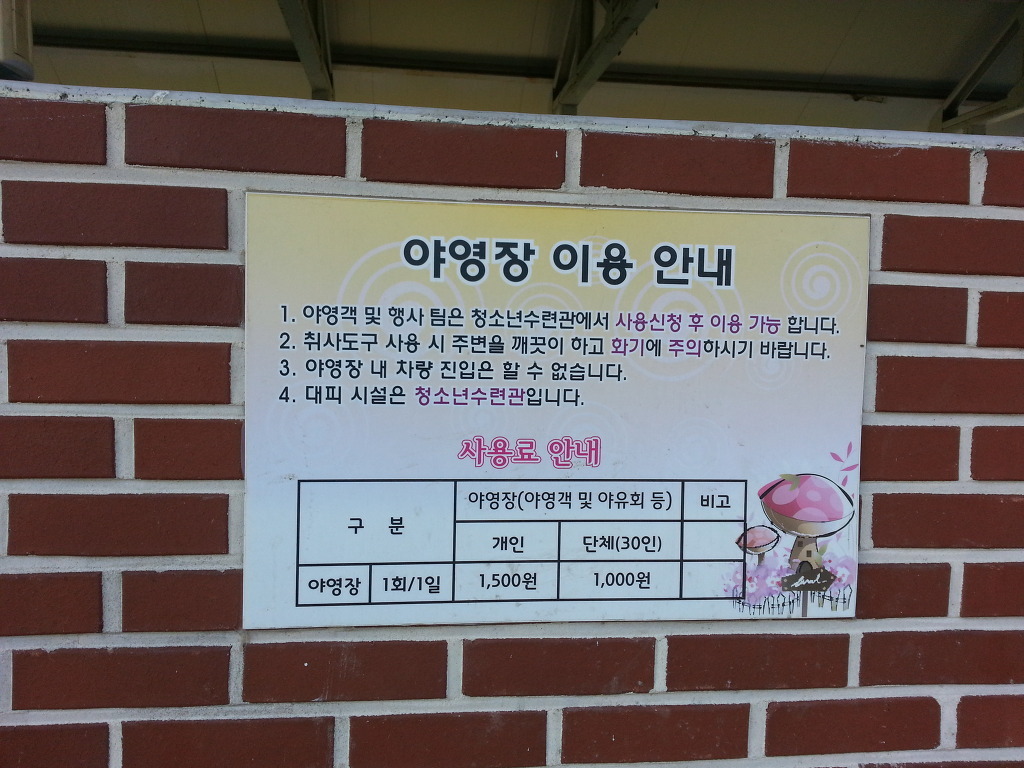 야영장 이용 안내
1. 야영객 및 행사 팀은 청소년수련관에서 사용신청 후 이용 가능 합니다.
2. 취사도구 사용 시 주변을 깨끗이 하고 화기에 주의하시기 바랍니다.
3. 야영장 내 차량 진입은 할 수 없습니다.
4. 대피 시설은 청소년수련관입니다.
사용료 안내
구 분 야영장(야영객 및 야유회 등) 비고
개인 단체(30인)
야영장 1회/1일 1,500원 1,000원